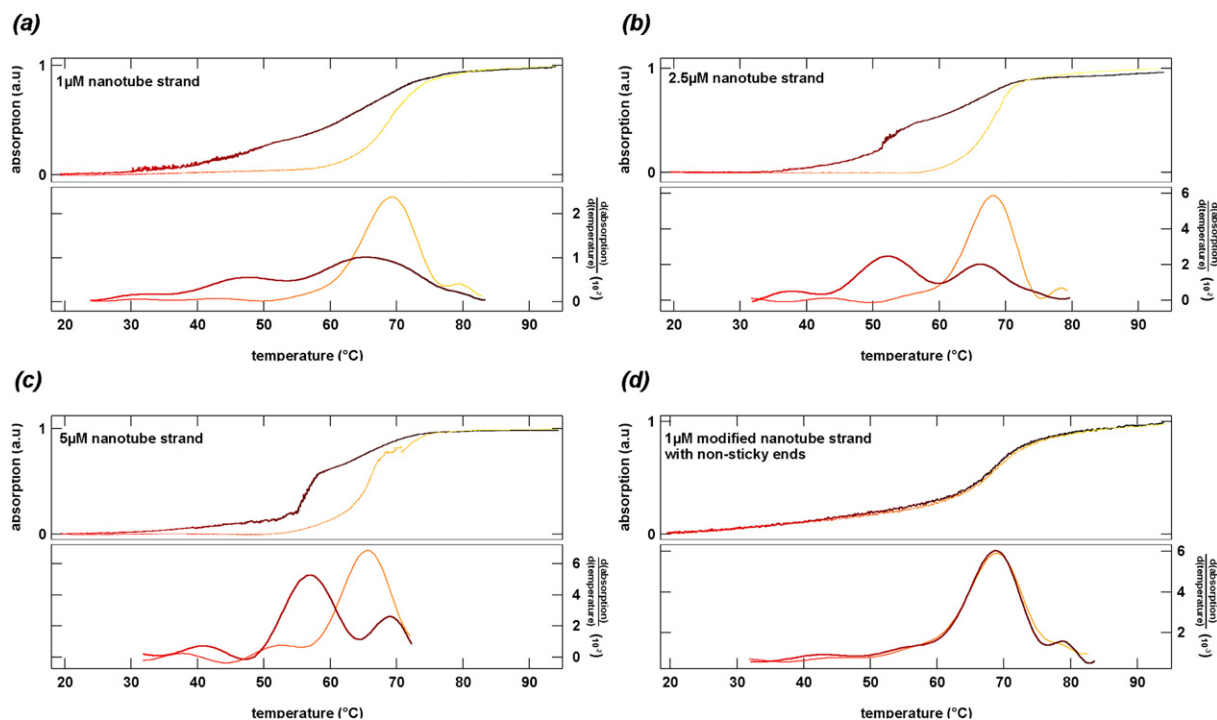 (a)
1µM nanotube strand
absorption (a.u)
1
0
2
1
0
d(absorption)
d(temperature)
(10⁻²)
20 30 40 50 60 70 80 90
temperature (°C)
(b)
2.5µM nanotube strand
absorption (a.u)
1
0
6
4
2
0
d(absorption)
d(temperature)
(10⁻²)
20 30 40 50 60 70 80 90
temperature (°C)
(c)
5µM nanotube strand
absorption (a.u)
1
0
6
4
2
0
d(absorption)
d(temperature)
(10⁻²)
20 30 40 50 60 70 80 90
temperature (°C)
(d)
1µM modified nanotube strand
with non-sticky ends
absorption (a.u)
1
0
6
4
2
d(absorption)
d(temperature)
20 30 40 50 60 70 80 90
temperature (°C)